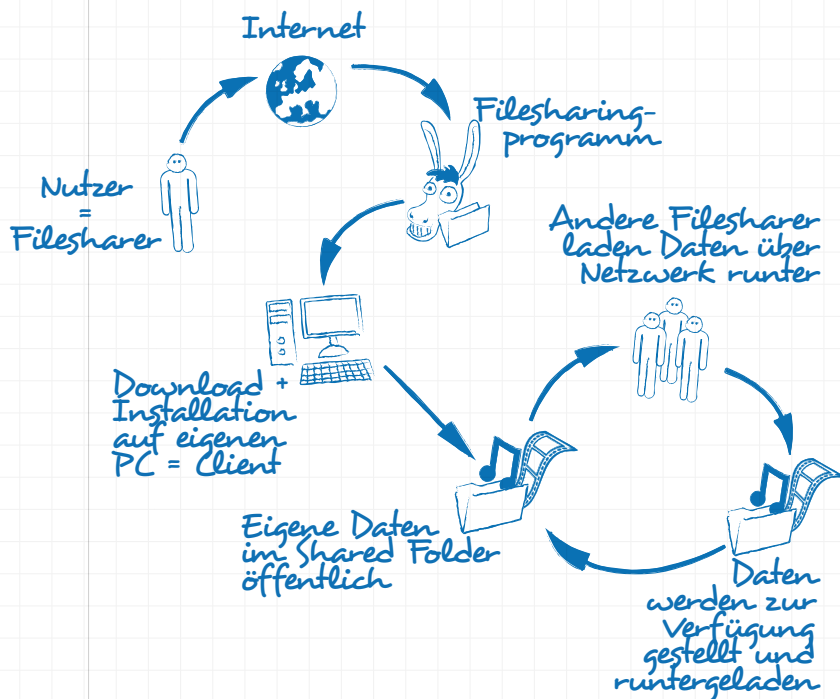 Internet
Filesharing-
programm
Nutzer
=
Filesharer
Andere Filesharer
laden Daten über
Netzwerk runter
Download +
Installation
auf eigenen
PC = Client
Eigene Daten
im Shared Folder
öffentlich
Daten
werden zur
Verfügung
gestellt und
runtergeladen